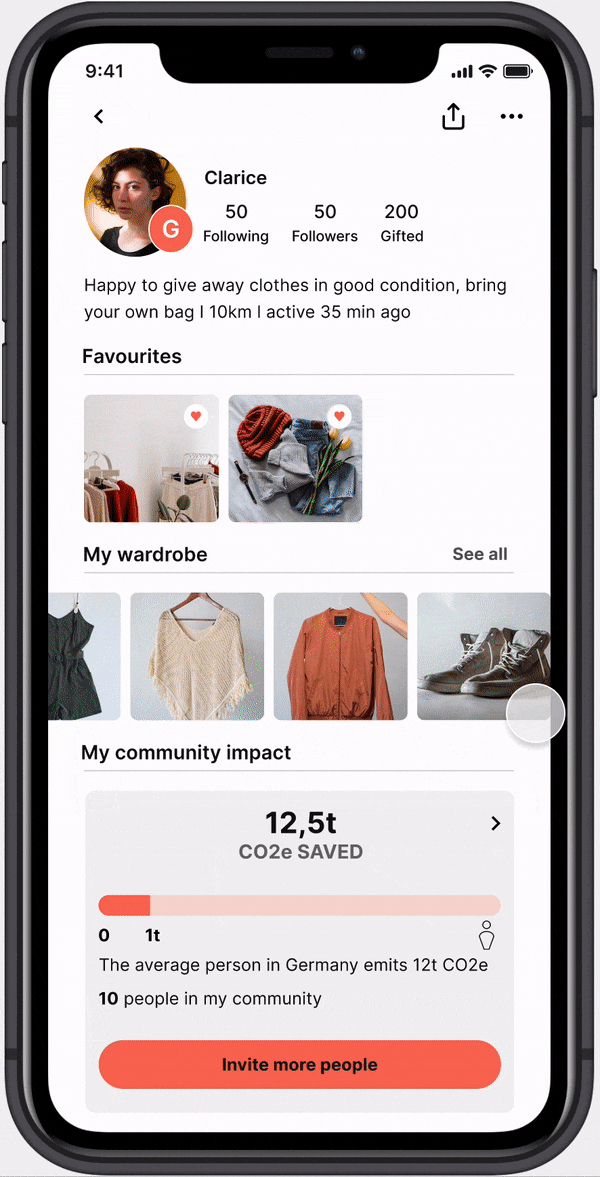 9:41
Clarice
G
50 50 200
Following Followers Gifted
Happy to give away clothes in good condition, bring
your own bag I 10km I active 35 min ago
Favourites
My wardrobe See all
My community impact
12,5t
CO2e SAVED
0 1t
The average person in Germany emits 12t CO2e
10 people in my community
Invite more people